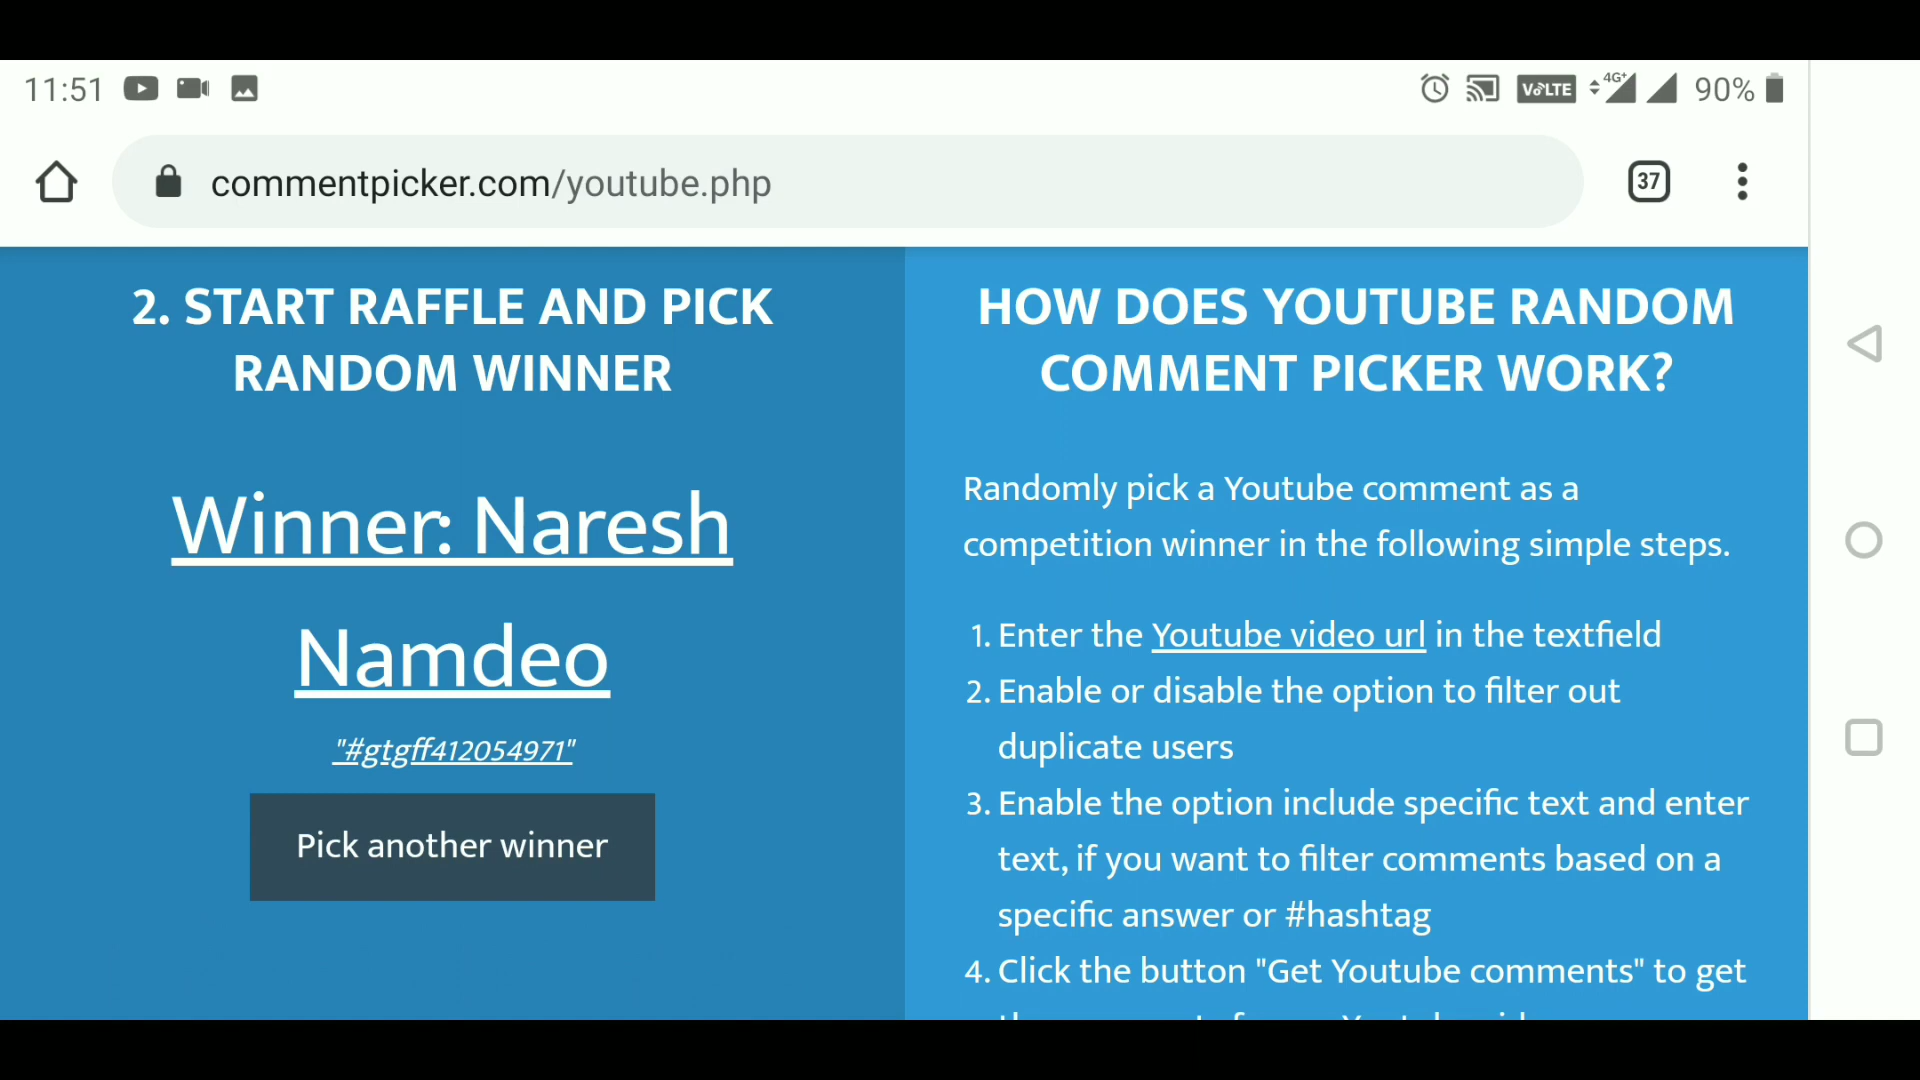 11:51
VoLTE 4G+ 90%
commentpicker.com/youtube.php
37
2. START RAFFLE AND PICK
RANDOM WINNER
Winner: Naresh
Namdeo
"#gtgff412054971"
Pick another winner
HOW DOES YOUTUBE RANDOM
COMMENT PICKER WORK?
Randomly pick a Youtube comment as a
competition winner in the following simple steps.
1. Enter the Youtube video url in the textfield
2. Enable or disable the option to filter out
duplicate users
3. Enable the option include specific text and enter
text, if you want to filter comments based on a
specific answer or #hashtag
4. Click the button "Get Youtube comments" to get